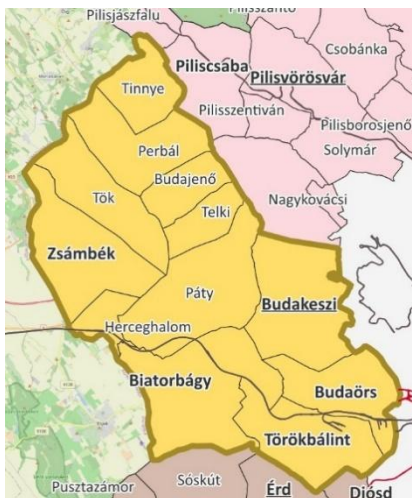 Pilisjászfalu
Pilisszántó
Csobánka
Piliscsaba
Pilisvörösvár
Tinnye
Pilisszentiván
Pilisborosjenő
Solymár
Perbál
Budajenő
Tök
Telki
Nagykovácsi
Zsámbék
Páty
Budakeszi
Herceghalom
Biatorbágy
Budaörs
Törökbálint
Sóskút
Pusztazámor
Érd
Diósd